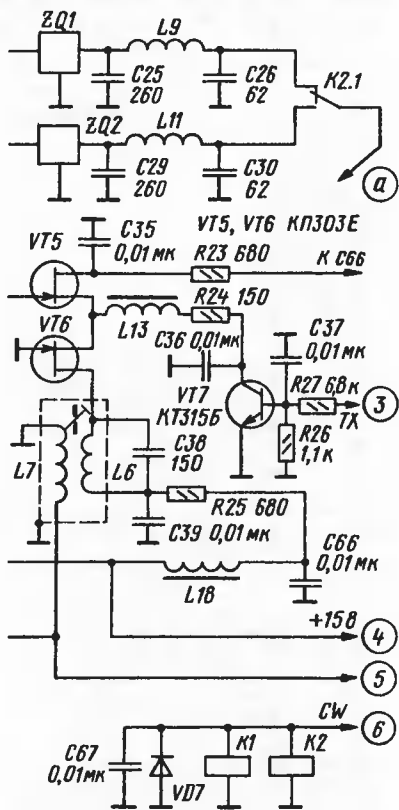 ZQ1
L9
C25
260
C26
62
K2.1
ZQ2
L11
C29
260
C30
62
а
C35
0,01 мк
VT5, VT6 КП303Е
VT5
R23 680
К C66
R24 150
VT6
L13
C36 0,01мк
C37
0,01мк
VT7
КТ315Б
R27 6,8к
3
TX
R26
1,1к
C38
150
L7
L6
R25 680
C39 0,01мк
C66
0,01мк
L18
+15В
4
5
CW
6
C67
0,01мк
VD7
K1
K2